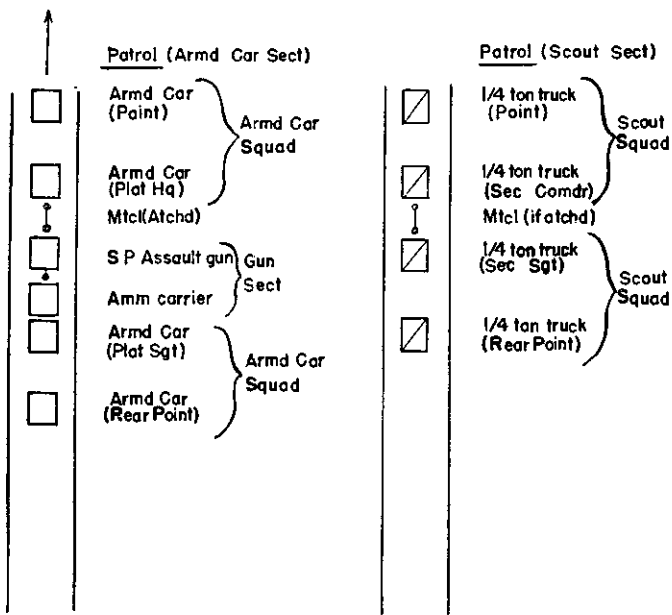 Patrol (Armd Car Sect)
Armd Car
(Point)
Armd Car
Squad
Armd Car
(Plat Hq)
Mtcl(Atchd)
S P Assault gun
Gun
Sect
Amm carrier
Armd Car
(Plat Sgt)
Armd Car
Squad
Armd Car
(Rear Point)
Patrol (Scout Sect)
1/4 ton truck
(Point)
Scout
Squad
1/4 ton truck
(Sec Comdr)
Mtcl (if atchd)
1/4 ton truck
(Sec Sgt)
Scout
Squad
1/4 ton truck
(Rear Point)